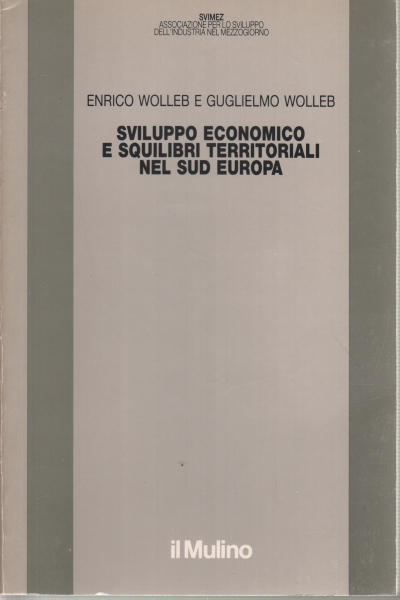 SVIMEZ
ASSOCIAZIONE PER LO SVILUPPO
DELL'INDUSTRIA NEL MEZZOGIORNO
ENRICO WOLLEB E GUGLIELMO WOLLEB
SVILUPPO ECONOMICO
E SQUILIBRI TERRITORIALI
NEL SUD EUROPA
il Mulino